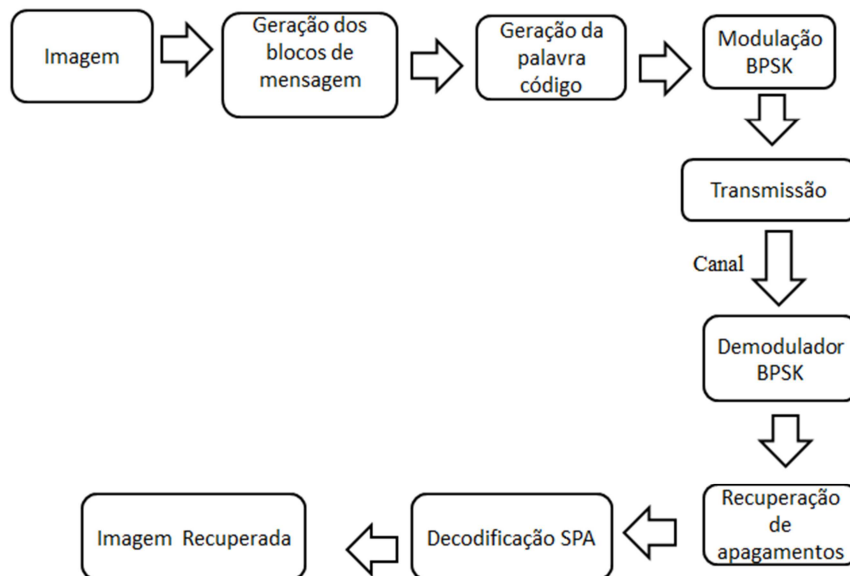 Imagem
Geração dos
blocos de
mensagem
Geração da
palavra
código
Modulação
BPSK
Transmissão
Canal
Demodulador
BPSK
Recuperação
de
apagamentos
Decodificação SPA
Imagem Recuperada